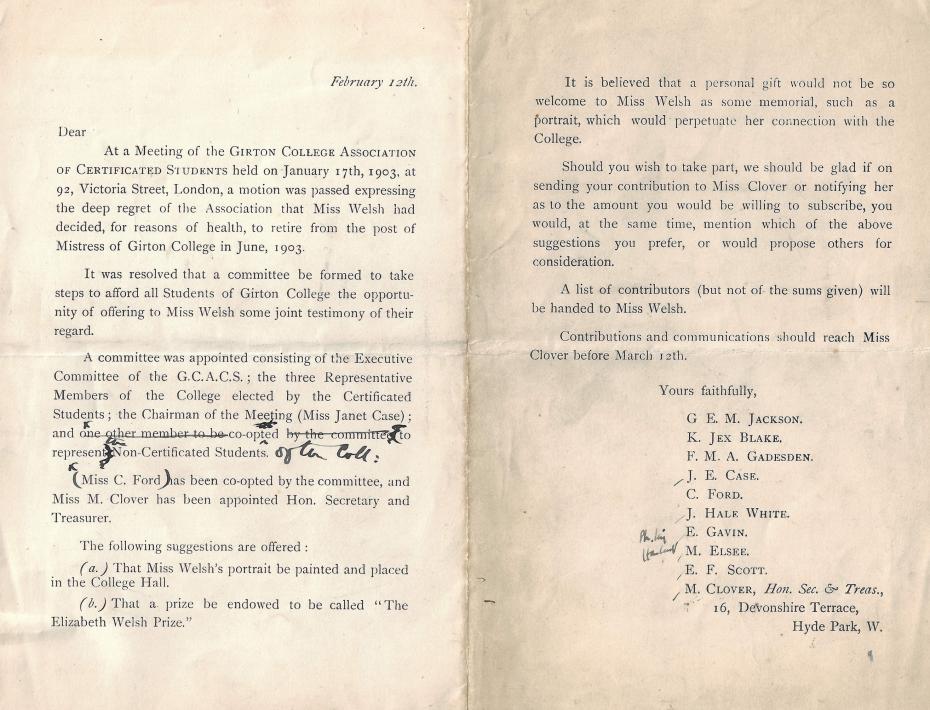 February 12th.
Dear
At a Meeting of the GIRTON COLLEGE ASSOCIATION
OF CERTIFICATED STUDENTS held on January 17th, 1903, at
92, Victoria Street, London, a motion was passed expressing
the deep regret of the Association that Miss Welsh had
decided, for reasons of health, to retire from the post of
Mistress of Girton College in June, 1903.
It was resolved that a committee be formed to take
steps to afford all Students of Girton College the opportu-
nity of offering to Miss Welsh some joint testimony of their
regard.
A committee was appointed consisting of the Executive
Committee of the G.C.A.C.S.; the three Representative
Members of the College elected by the Certificated
Students; the Chairman of the Meeting (Miss Janet Case);
and one other member to be co-opted by the committee to
represent Non-Certificated Students. of the Coll:
(Miss C. Ford) has been co-opted by the committee, and
Miss M. Clover has been appointed Hon. Secretary and
Treasurer.
The following suggestions are offered:
(a.) That Miss Welsh's portrait be painted and placed
in the College Hall.
(b.) That a prize be endowed to be called "The
Elizabeth Welsh Prize."
It is believed that a personal gift would not be so
welcome to Miss Welsh as some memorial, such as a
portrait, which would perpetuate her connection with the
College.
Should you wish to take part, we should be glad if on
sending your contribution to Miss Clover or notifying her
as to the amount you would be willing to subscribe, you
would, at the same time, mention which of the above
suggestions you prefer, or would propose others for
consideration.
A list of contributors (but not of the sums given) will
be handed to Miss Welsh.
Contributions and communications should reach Miss
Clover before March 12th.
Yours faithfully,
G E. M. JACKSON.
K. JEX BLAKE.
F. M. A. GADESDEN.
J. E. CASE.
C. FORD.
J. HALE WHITE.
E. GAVIN.
M. ELSEE.
E. F. SCOTT.
M. CLOVER, Hon. Sec. & Treas.,
16, Devonshire Terrace,
Hyde Park, W.